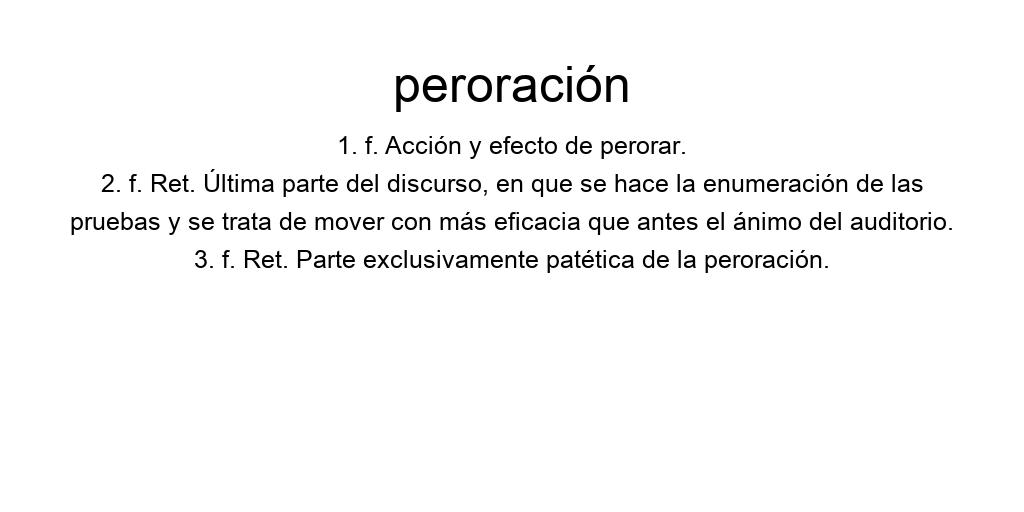 peroración
1. f. Acción y efecto de perorar.
2. f. Ret. Última parte del discurso, en que se hace la enumeración de las
pruebas y se trata de mover con más eficacia que antes el ánimo del auditorio.
3. f. Ret. Parte exclusivamente patética de la peroración.